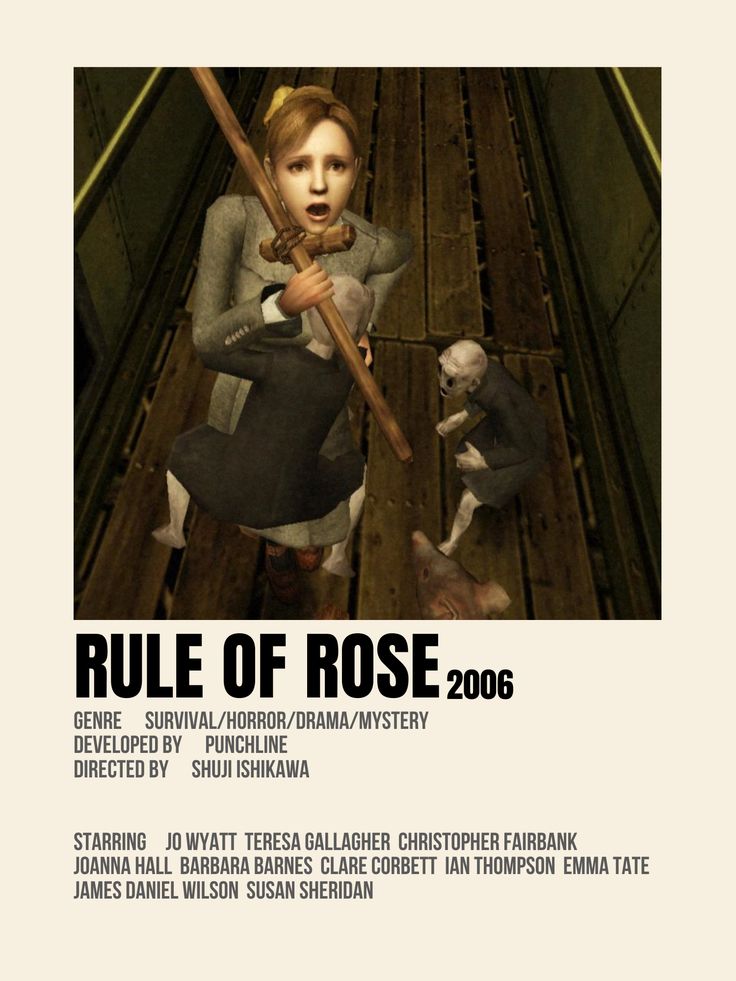 RULE OF ROSE 2006
GENRE SURVIVAL/HORROR/DRAMA/MYSTERY
DEVELOPED BY PUNCHLINE
DIRECTED BY SHUJI ISHIKAWA
STARRING JO WYATT TERESA GALLAGHER CHRISTOPHER FAIRBANK
JOANNA HALL BARBARA BARNES CLARE CORBETT IAN THOMPSON EMMA TATE
JAMES DANIEL WILSON SUSAN SHERIDAN